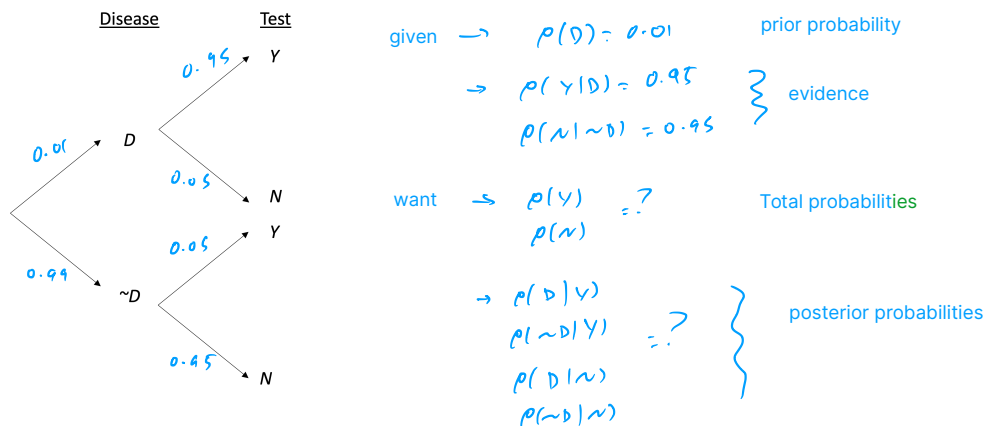 Disease Test
given → P(D) = 0.01 prior probability
0.95 Y
→ P(Y|D) = 0.95
evidence
P(N|~D) = 0.95
0.01 D
0.05
N
want → P(Y) = ? Total probabilities
P(N)
Y
0.05
0.99
~D
→ P(D|Y)
P(~D|Y) = ? posterior probabilities
0.95
N
P(D|N)
P(~D|N)